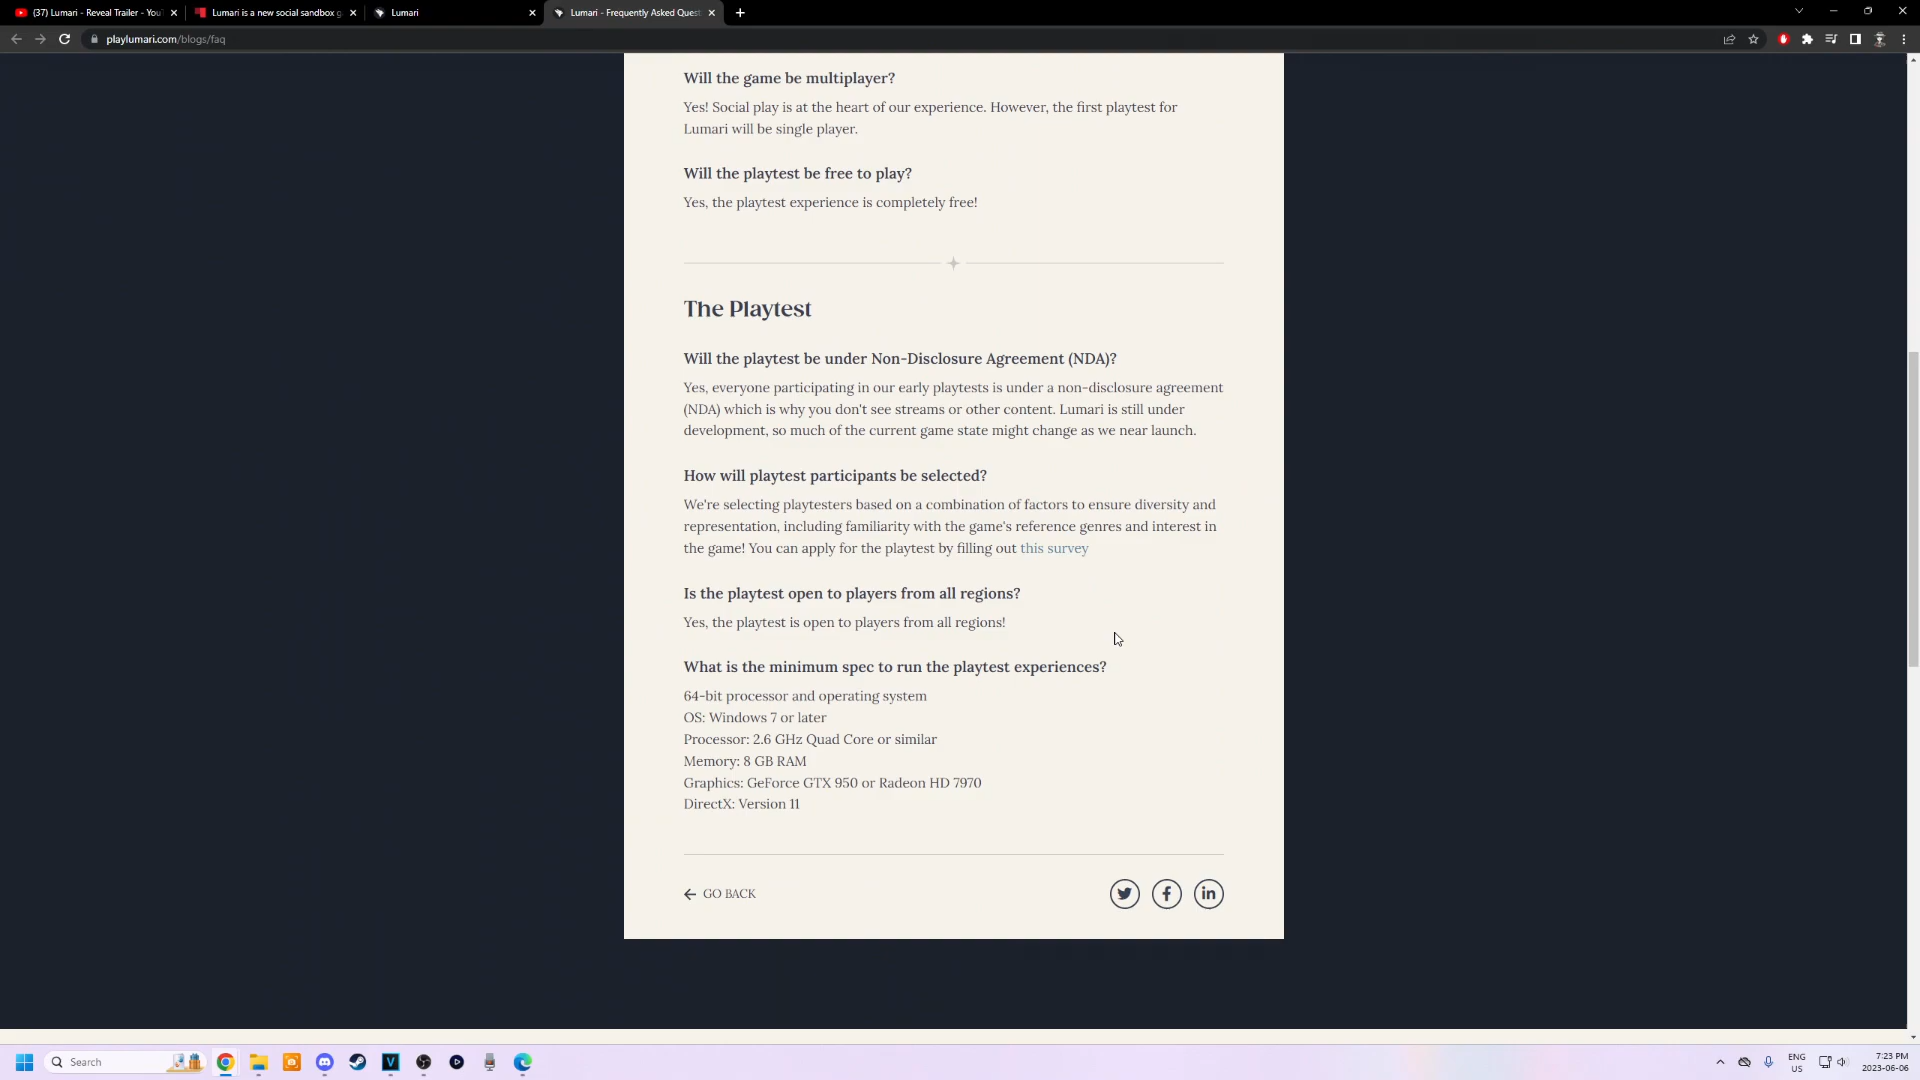 (37) Lumari - Reveal Trailer - You
Lumari is a new social sandbox g
Lumari
Lumari - Frequently Asked Quest
playlumari.com/blogs/faq
Will the game be multiplayer?
Yes! Social play is at the heart of our experience. However, the first playtest for
Lumari will be single player.
Will the playtest be free to play?
Yes, the playtest experience is completely free!
The Playtest
Will the playtest be under Non-Disclosure Agreement (NDA)?
Yes, everyone participating in our early playtests is under a non-disclosure agreement
(NDA) which is why you don't see streams or other content. Lumari is still under
development, so much of the current game state might change as we near launch.
How will playtest participants be selected?
We're selecting playtesters based on a combination of factors to ensure diversity and
representation, including familiarity with the game's reference genres and interest in
the game! You can apply for the playtest by filling out this survey
Is the playtest open to players from all regions?
Yes, the playtest is open to players from all regions!
What is the minimum spec to run the playtest experiences?
64-bit processor and operating system
OS: Windows 7 or later
Processor: 2.6 GHz Quad Core or similar
Memory: 8 GB RAM
Graphics: GeForce GTX 950 or Radeon HD 7970
DirectX: Version 11
GO BACK
Search
ENG
US
7:23 PM
2023-06-06